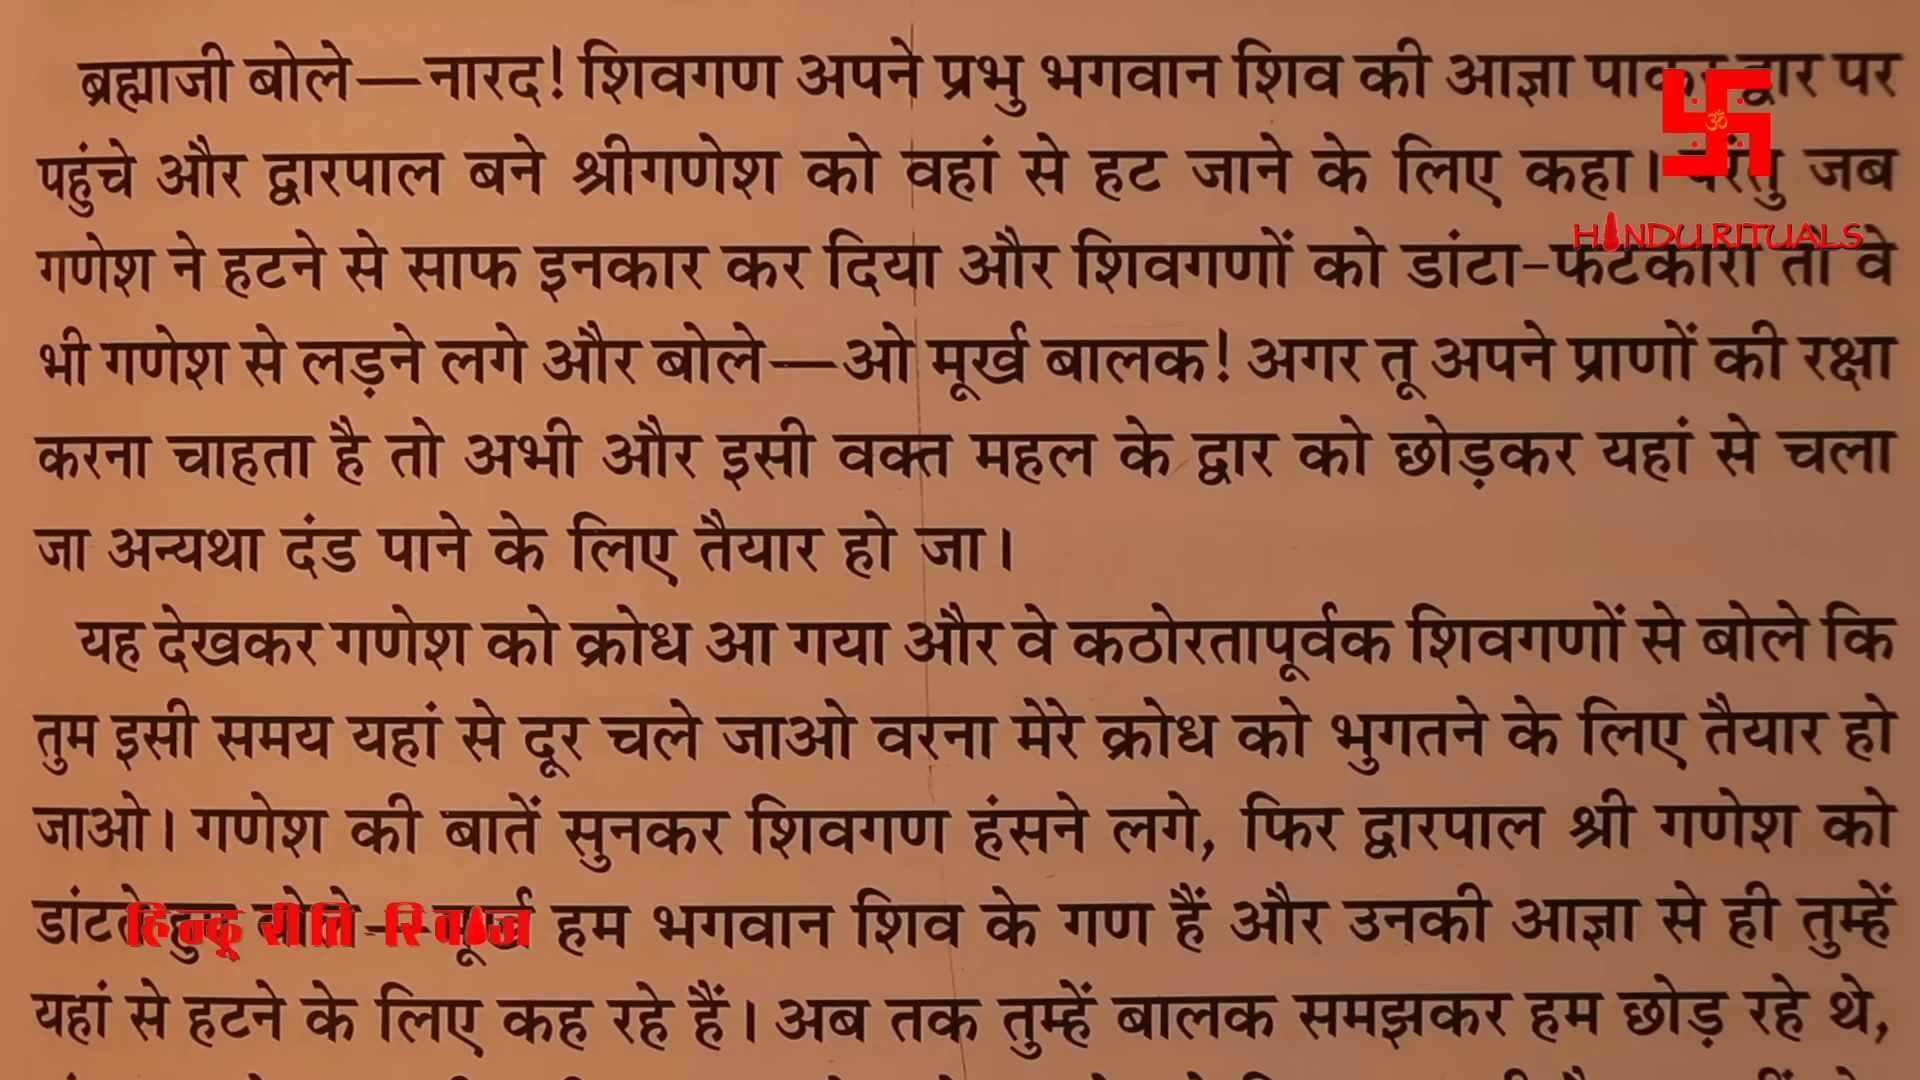 ब्रह्माजी बोले—नारद! शिवगण अपने प्रभु भगवान शिव की आज्ञा पाकर द्वार पर
पहुंचे और द्वारपाल बने श्रीगणेश को वहां से हट जाने के लिए कहा। परंतु जब
HINDU RITUALS
गणेश ने हटने से साफ इनकार कर दिया और शिवगणों को डांटा-फटकारा तो वे
भी गणेश से लड़ने लगे और बोले—ओ मूर्ख बालक! अगर तू अपने प्राणों की रक्षा
करना चाहता है तो अभी और इसी वक्त महल के द्वार को छोड़कर यहां से चला
जा अन्यथा दंड पाने के लिए तैयार हो जा।
यह देखकर गणेश को क्रोध आ गया और वे कठोरतापूर्वक शिवगणों से बोले कि
तुम इसी समय यहां से दूर चले जाओ वरना मेरे क्रोध को भुगतने के लिए तैयार हो
जाओ। गणेश की बातें सुनकर शिवगण हंसने लगे, फिर द्वारपाल श्री गणेश को
डांटते हुए बोले—मूर्ख हम भगवान शिव के गण हैं और उनकी आज्ञा से ही तुम्हें
हिन्दू रीति-रिवाज
यहां से हटने के लिए कह रहे हैं। अब तक तुम्हें बालक समझकर हम छोड़ रहे थे,